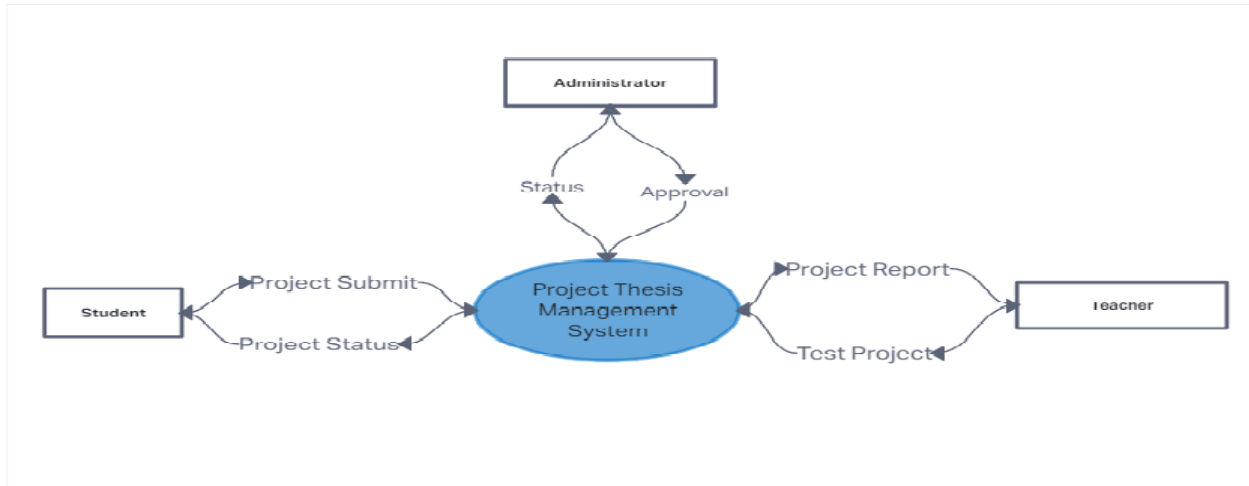 Administrator
Status
Approval
Project Submit
Project Report
Project Thesis
Management
System
Student
Teacher
Project Status
Test Project